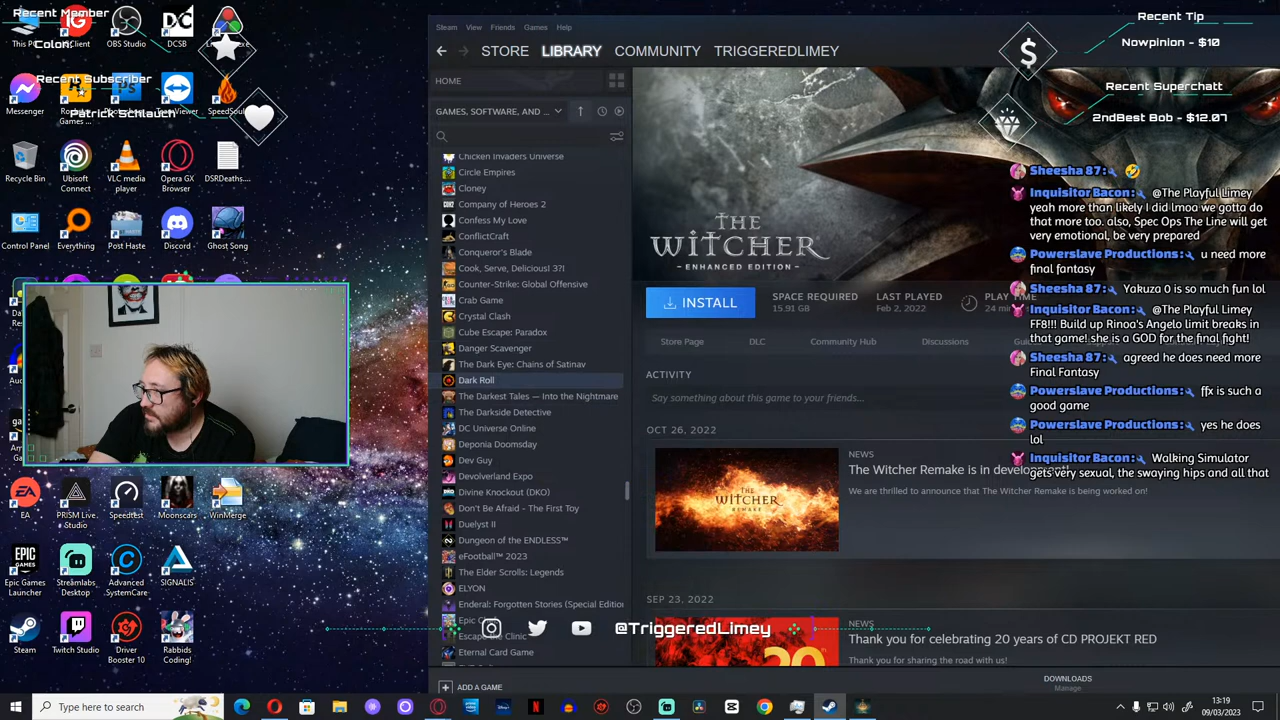 Recent Member
Color
Recent Subscriber
Patrick Schlauch
This PC
OBS Studio
DCSB
Messenger
TeamViewer
Recycle Bin
Ubisoft Connect
VLC media player
Opera GX Browser
DSRDeaths....
Control Panel
Everything
Post Haste
Discord
Ghost Song
EA
PRISM Live Studio
Speedtest
Moonscars
WinMerge
Epic Games Launcher
Streamlabs Desktop
Advanced SystemCare
SIGNALIS
Steam
Twitch Studio
Driver Booster 10
Rabbids Coding!
Steam View Friends Games Help
STORE LIBRARY COMMUNITY TRIGGEREDLIMEY
HOME
GAMES, SOFTWARE, AND ...
Chicken Invaders Universe
Circle Empires
Cloney
Company of Heroes 2
Confess My Love
ConflictCraft
Conqueror's Blade
Cook, Serve, Delicious! 3?!
Counter-Strike: Global Offensive
Crab Game
Crystal Clash
Cube Escape: Paradox
Danger Scavenger
The Dark Eye: Chains of Satinav
Dark Roll
The Darkest Tales — Into the Nightmare
The Darkside Detective
DC Universe Online
Deponia Doomsday
Dev Guy
Devolverland Expo
Divine Knockout (DKO)
Don't Be Afraid - The First Toy
Duelyst II
Dungeon of the ENDLESS™
eFootball™ 2023
The Elder Scrolls: Legends
ELYON
Enderal: Forgotten Stories (Special Edition
Escape the Clinic
Eternal Card Game
ADD A GAME
THE WITCHER
– ENHANCED EDITION –
INSTALL
SPACE REQUIRED
15.91 GB
LAST PLAYED
Feb 2, 2022
PLAY TIME
24 min
Store Page DLC Community Hub Discussions
ACTIVITY
Say something about this game to your friends...
OCT 26, 2022
THE WITCHER REMAKE
NEWS
The Witcher Remake is in development!
We are thrilled to announce that The Witcher Remake is being worked on!
SEP 23, 2022
20th
NEWS
Thank you for celebrating 20 years of CD PROJEKT RED
Thank you for sharing the road with us!
DOWNLOADS
Manage
Recent Tip
Nowpinion - $10
Recent Superchatt
2ndBest Bob - $12.07
Sheesha 87: 🤣
Inquisitor Bacon: @The Playful Limey
yeah more than likely I did lmoa we gotta do
that more too also, Spec Ops The Line will get
very emotional, be very prepared
Powerslave Productions: u need more
final fantasy
Sheesha 87: Yakuza 0 is so much fun lol
Inquisitor Bacon: @The Playful Limey
FF8!!! Build up Rinoa's Angelo limit breaks in
that game! she is a GOD for the final fight!
Sheesha 87: agreed he does need more
Final Fantasy
Powerslave Productions: ffx is such a
good game
Powerslave Productions: yes he does
lol
Inquisitor Bacon: Walking Simulator
gets very sexual, the swaying hips and all that
@TriggeredLimey
Type here to search
13:19
09/03/2023